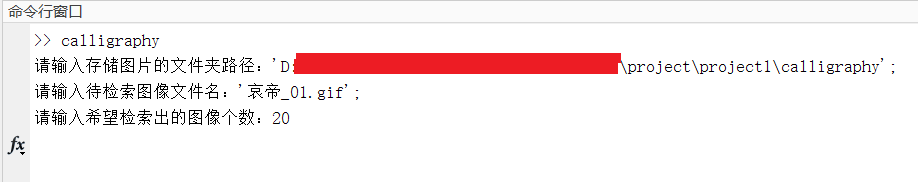 命令行窗口
>> calligraphy
请输入存储图片的文件夹路径：'D:\project\project1\calligraphy';
请输入待检索图像文件名：'哀帝_01.gif';
请输入希望检索出的图像个数：20
fx